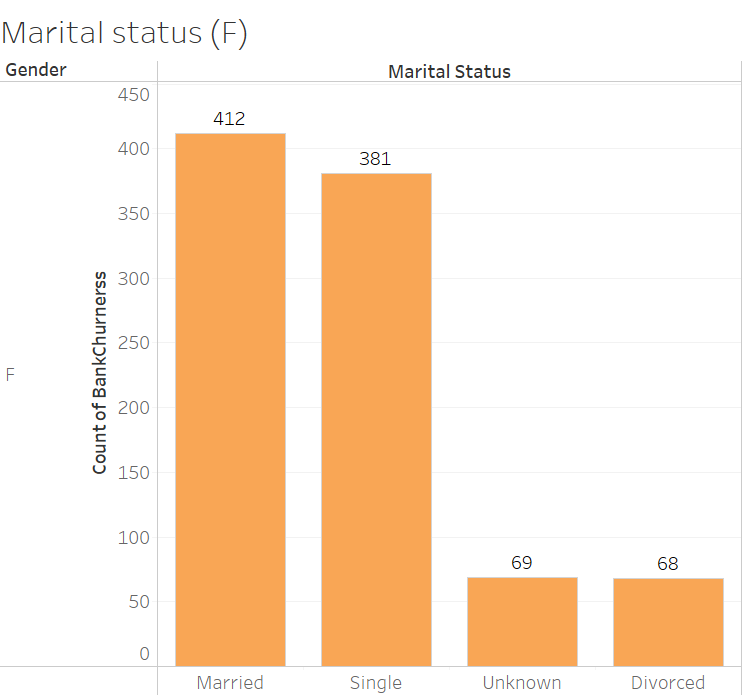 Marital status (F)
Gender
Marital Status
Count of BankChurnerss
450
400
350
300
250
200
150
100
50
0
F
412
381
69
68
Married
Single
Unknown
Divorced